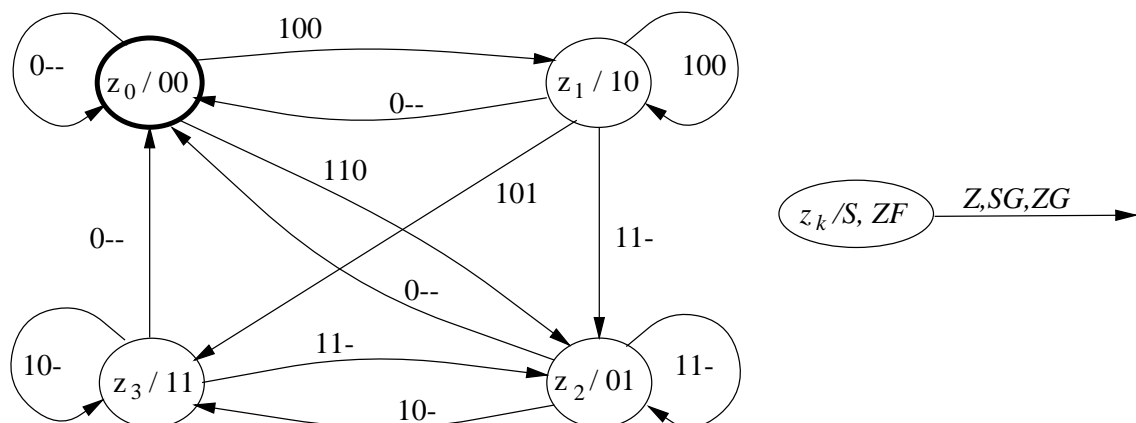 100
0--
z0 / 00
z1 / 10
100
0--
110
101
zk /S, ZF
Z,SG,ZG
0--
11-
0--
11-
10-
z3 / 11
z2 / 01
11-
10-